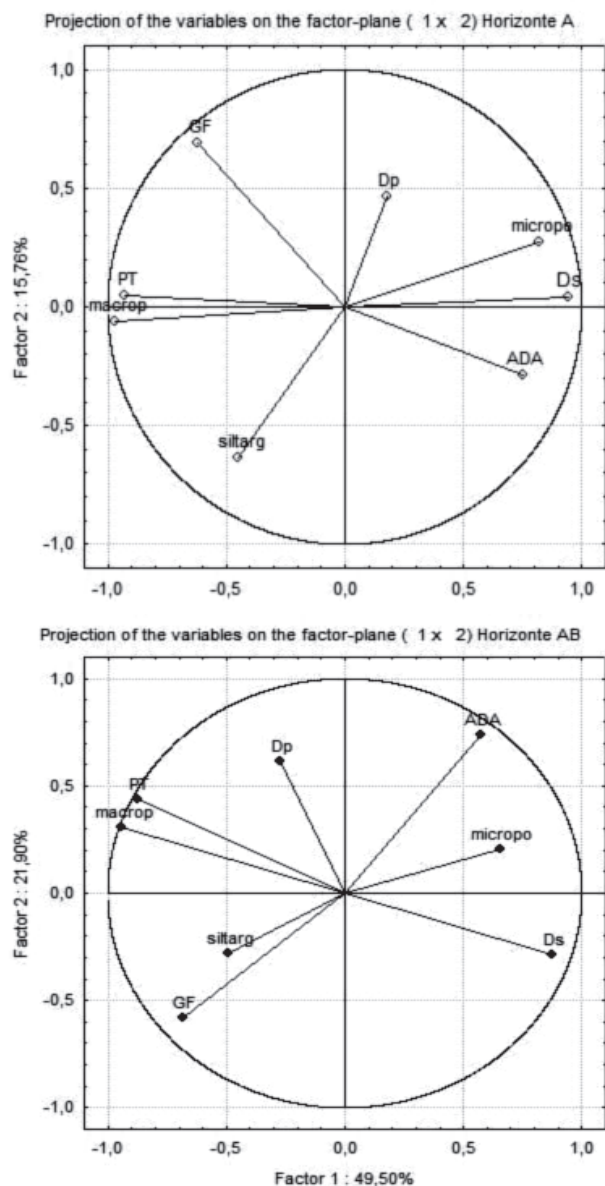 Projection of the variables on the factor-plane ( 1 x 2) Horizonte A
1,0
GF
0,5
Dp
micropo
Factor 2 : 15,76%
PT
Ds
0,0
macrop
ADA
-0,5
siltarg
-1,0
-1,0 -0,5 0,0 0,5 1,0
Projection of the variables on the factor-plane ( 1 x 2) Horizonte AB
1,0
ADA
Dp
0,5
PT
macrop
micropo
Factor 2 : 21,90%
0,0
siltarg
Ds
GF
-0,5
-1,0
-1,0 -0,5 0,0 0,5 1,0
Factor 1 : 49,50%